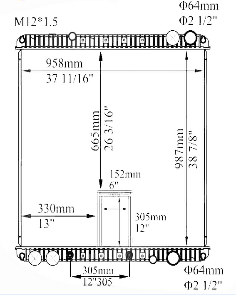 Φ64mm
M12*1.5
Φ2 1/2"
958mm
37 11/16"
665mm
26 3/16"
987mm
38 7/8"
152mm
6"
330mm
13"
305mm
12"
305mm
12"305
Φ64mm
Φ2 1/2"